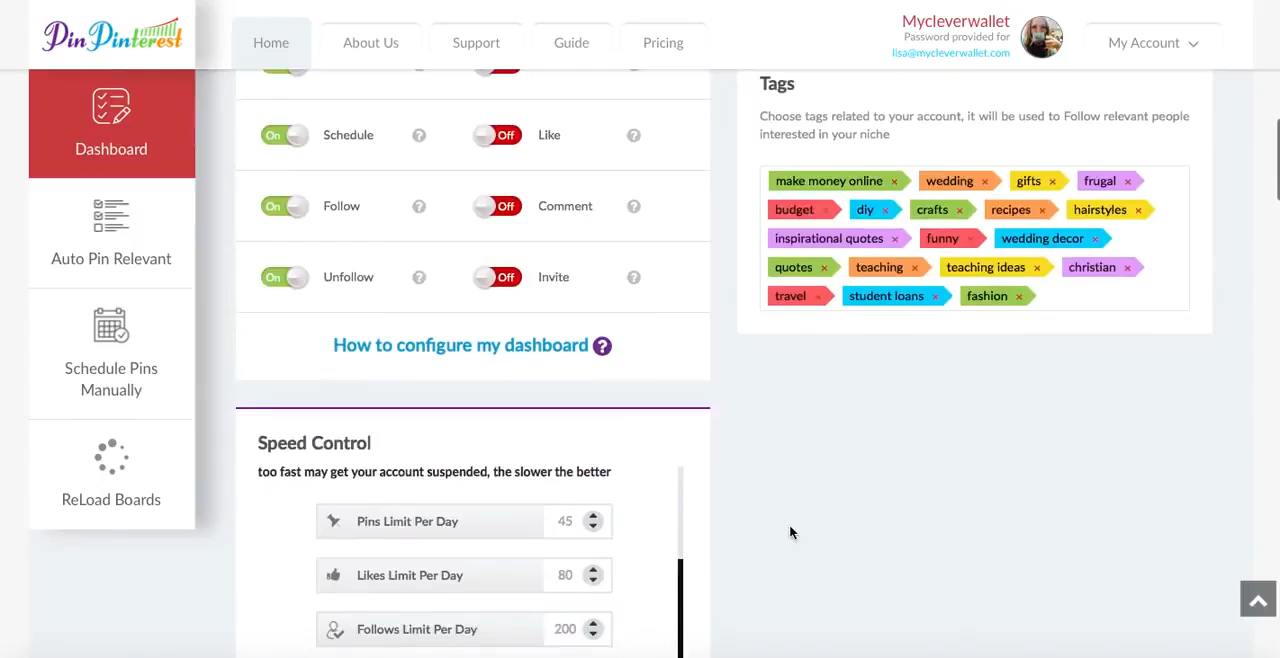 PinPinterest
Home
About Us
Support
Guide
Pricing
Mycleverwallet
Password provided for
lisa@mycleverwallet.com
My Account
Dashboard
Auto Pin Relevant
Schedule Pins
Manually
ReLoad Boards
On Schedule ? Off Like ?
On Follow ? Off Comment ?
On Unfollow ? Off Invite ?
How to configure my dashboard ?
Speed Control
too fast may get your account suspended, the slower the better
Pins Limit Per Day 45
Likes Limit Per Day 80
Follows Limit Per Day 200
Tags
Choose tags related to your account, it will be used to Follow relevant people
interested in your niche
make money online × wedding × gifts × frugal ×
budget × diy × crafts × recipes × hairstyles ×
inspirational quotes × funny × wedding decor ×
quotes × teaching × teaching ideas × christian ×
travel × student loans × fashion ×